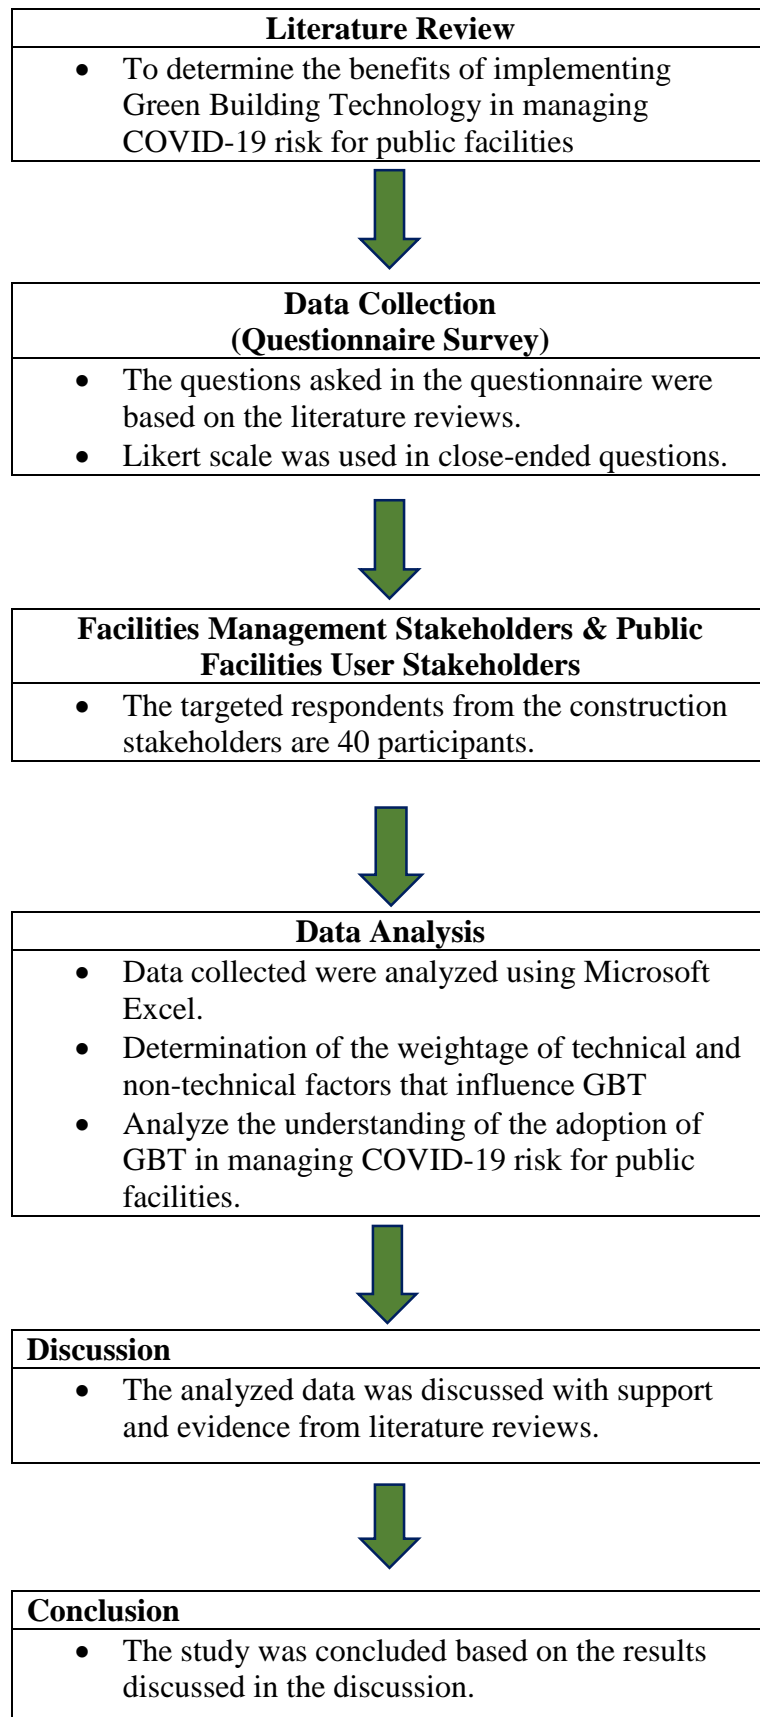 Literature Review
• To determine the benefits of implementing
Green Building Technology in managing
COVID-19 risk for public facilities
Data Collection
(Questionnaire Survey)
• The questions asked in the questionnaire were
based on the literature reviews.
• Likert scale was used in close-ended questions.
Facilities Management Stakeholders & Public
Facilities User Stakeholders
• The targeted respondents from the construction
stakeholders are 40 participants.
Data Analysis
• Data collected were analyzed using Microsoft
Excel.
• Determination of the weightage of technical and
non-technical factors that influence GBT
• Analyze the understanding of the adoption of
GBT in managing COVID-19 risk for public
facilities.
Discussion
• The analyzed data was discussed with support
and evidence from literature reviews.
Conclusion
• The study was concluded based on the results
discussed in the discussion.